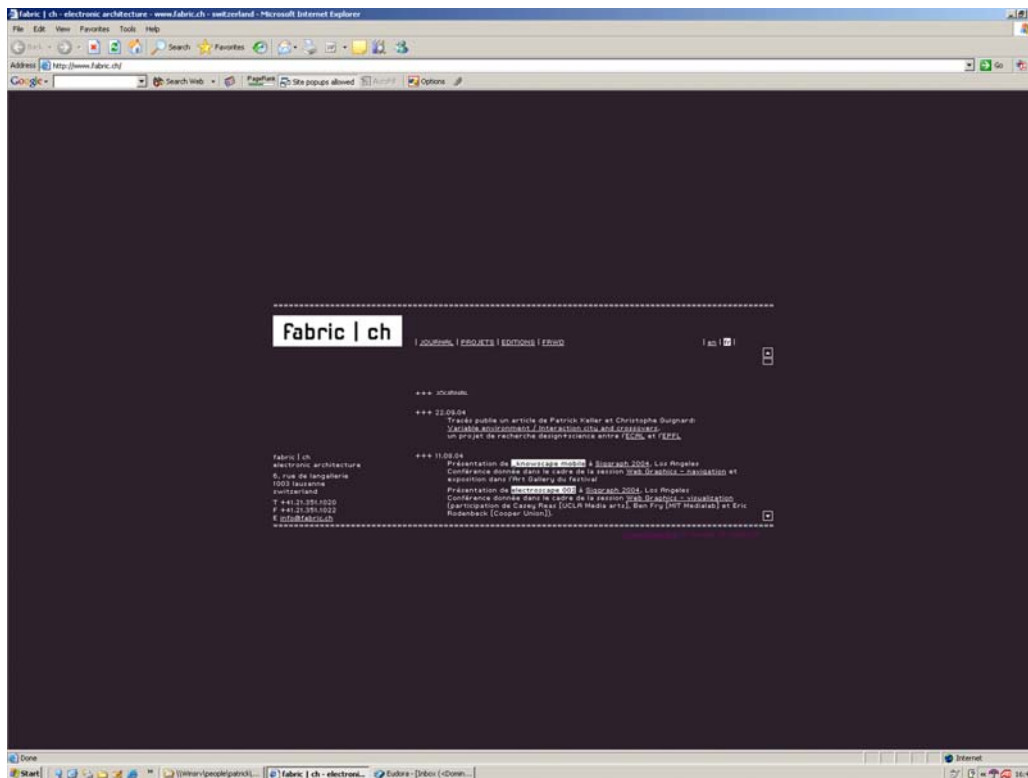 fabric | ch - electronic architecture - www.fabric.ch - switzerland - Microsoft Internet Explorer
File Edit View Favorites Tools Help
Search Favorites
Address http://www.fabric.ch/ Go
Google Search Web PageRank Site popups allowed AutoFill Options
fabric | ch
| JOURNAL | PROJETS | EDITIONS | FRWD
| en | fr |
+++
+++ 22.09.04
Tracés publie un article de Patrick Keller et Christophe Guignard:
Variable environment / Interaction city and crossovers,
un projet de recherche design+science entre l'ECAL et l'EPFL
+++ 11.08.04
Présentation de _knowscape mobile à Siggraph 2004, Los Angeles
Conférence donnée dans le cadre de la session Web Graphics - navigation et
exposition dans l'Art Gallery du festival
Présentation de electroscape 003 à Siggraph 2004, Los Angeles
Conférence donnée dans le cadre de la session Web Graphics - visualization
(participation de Casey Reas [UCLA Media arts], Ben Fry [MIT Medialab] et Eric
Rodenbeck [Cooper Union]).
fabric | ch
electronic architecture
6, rue de langallerie
1003 lausanne
switzerland
T +41.21.351.1020
F +41.21.351.1022
E info@fabric.ch
Done
Internet
Start
fabric | ch - electroni...
Eudora - [Inbox (<Domin...]